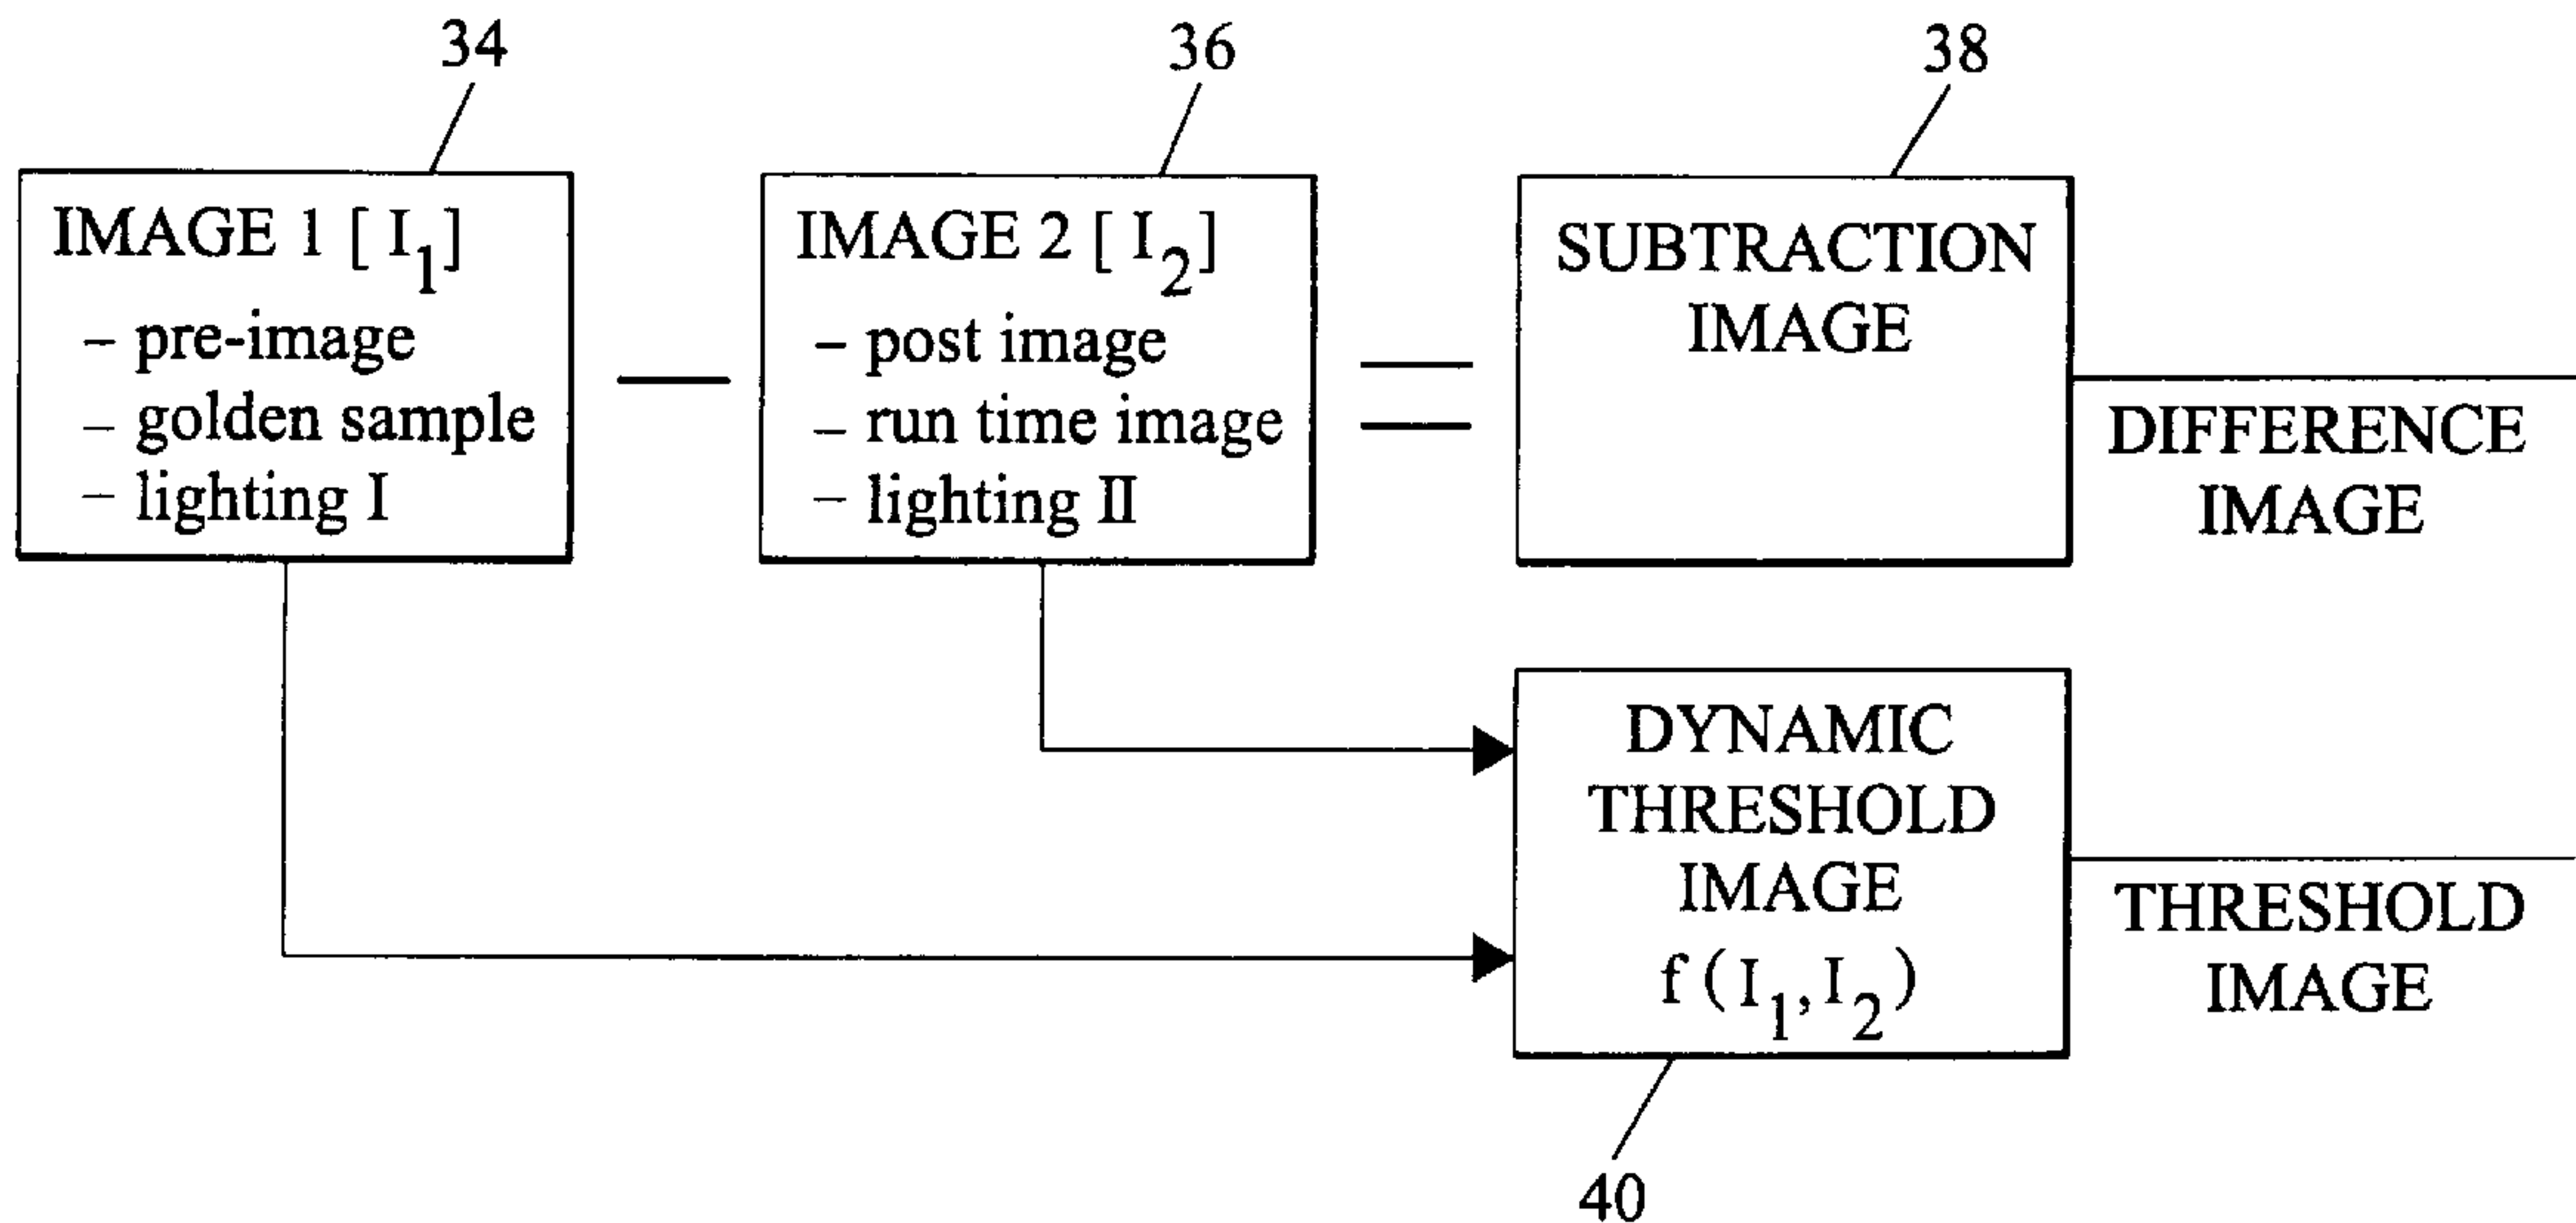 34
36
38
IMAGE 1 [ I₁]
– pre-image
– golden sample
– lighting I
—
IMAGE 2 [ I₂]
– post image
– run time image
– lighting II
=
SUBTRACTION
IMAGE
DIFFERENCE
IMAGE
DYNAMIC
THRESHOLD
IMAGE
f ( I₁, I₂ )
THRESHOLD
IMAGE
40